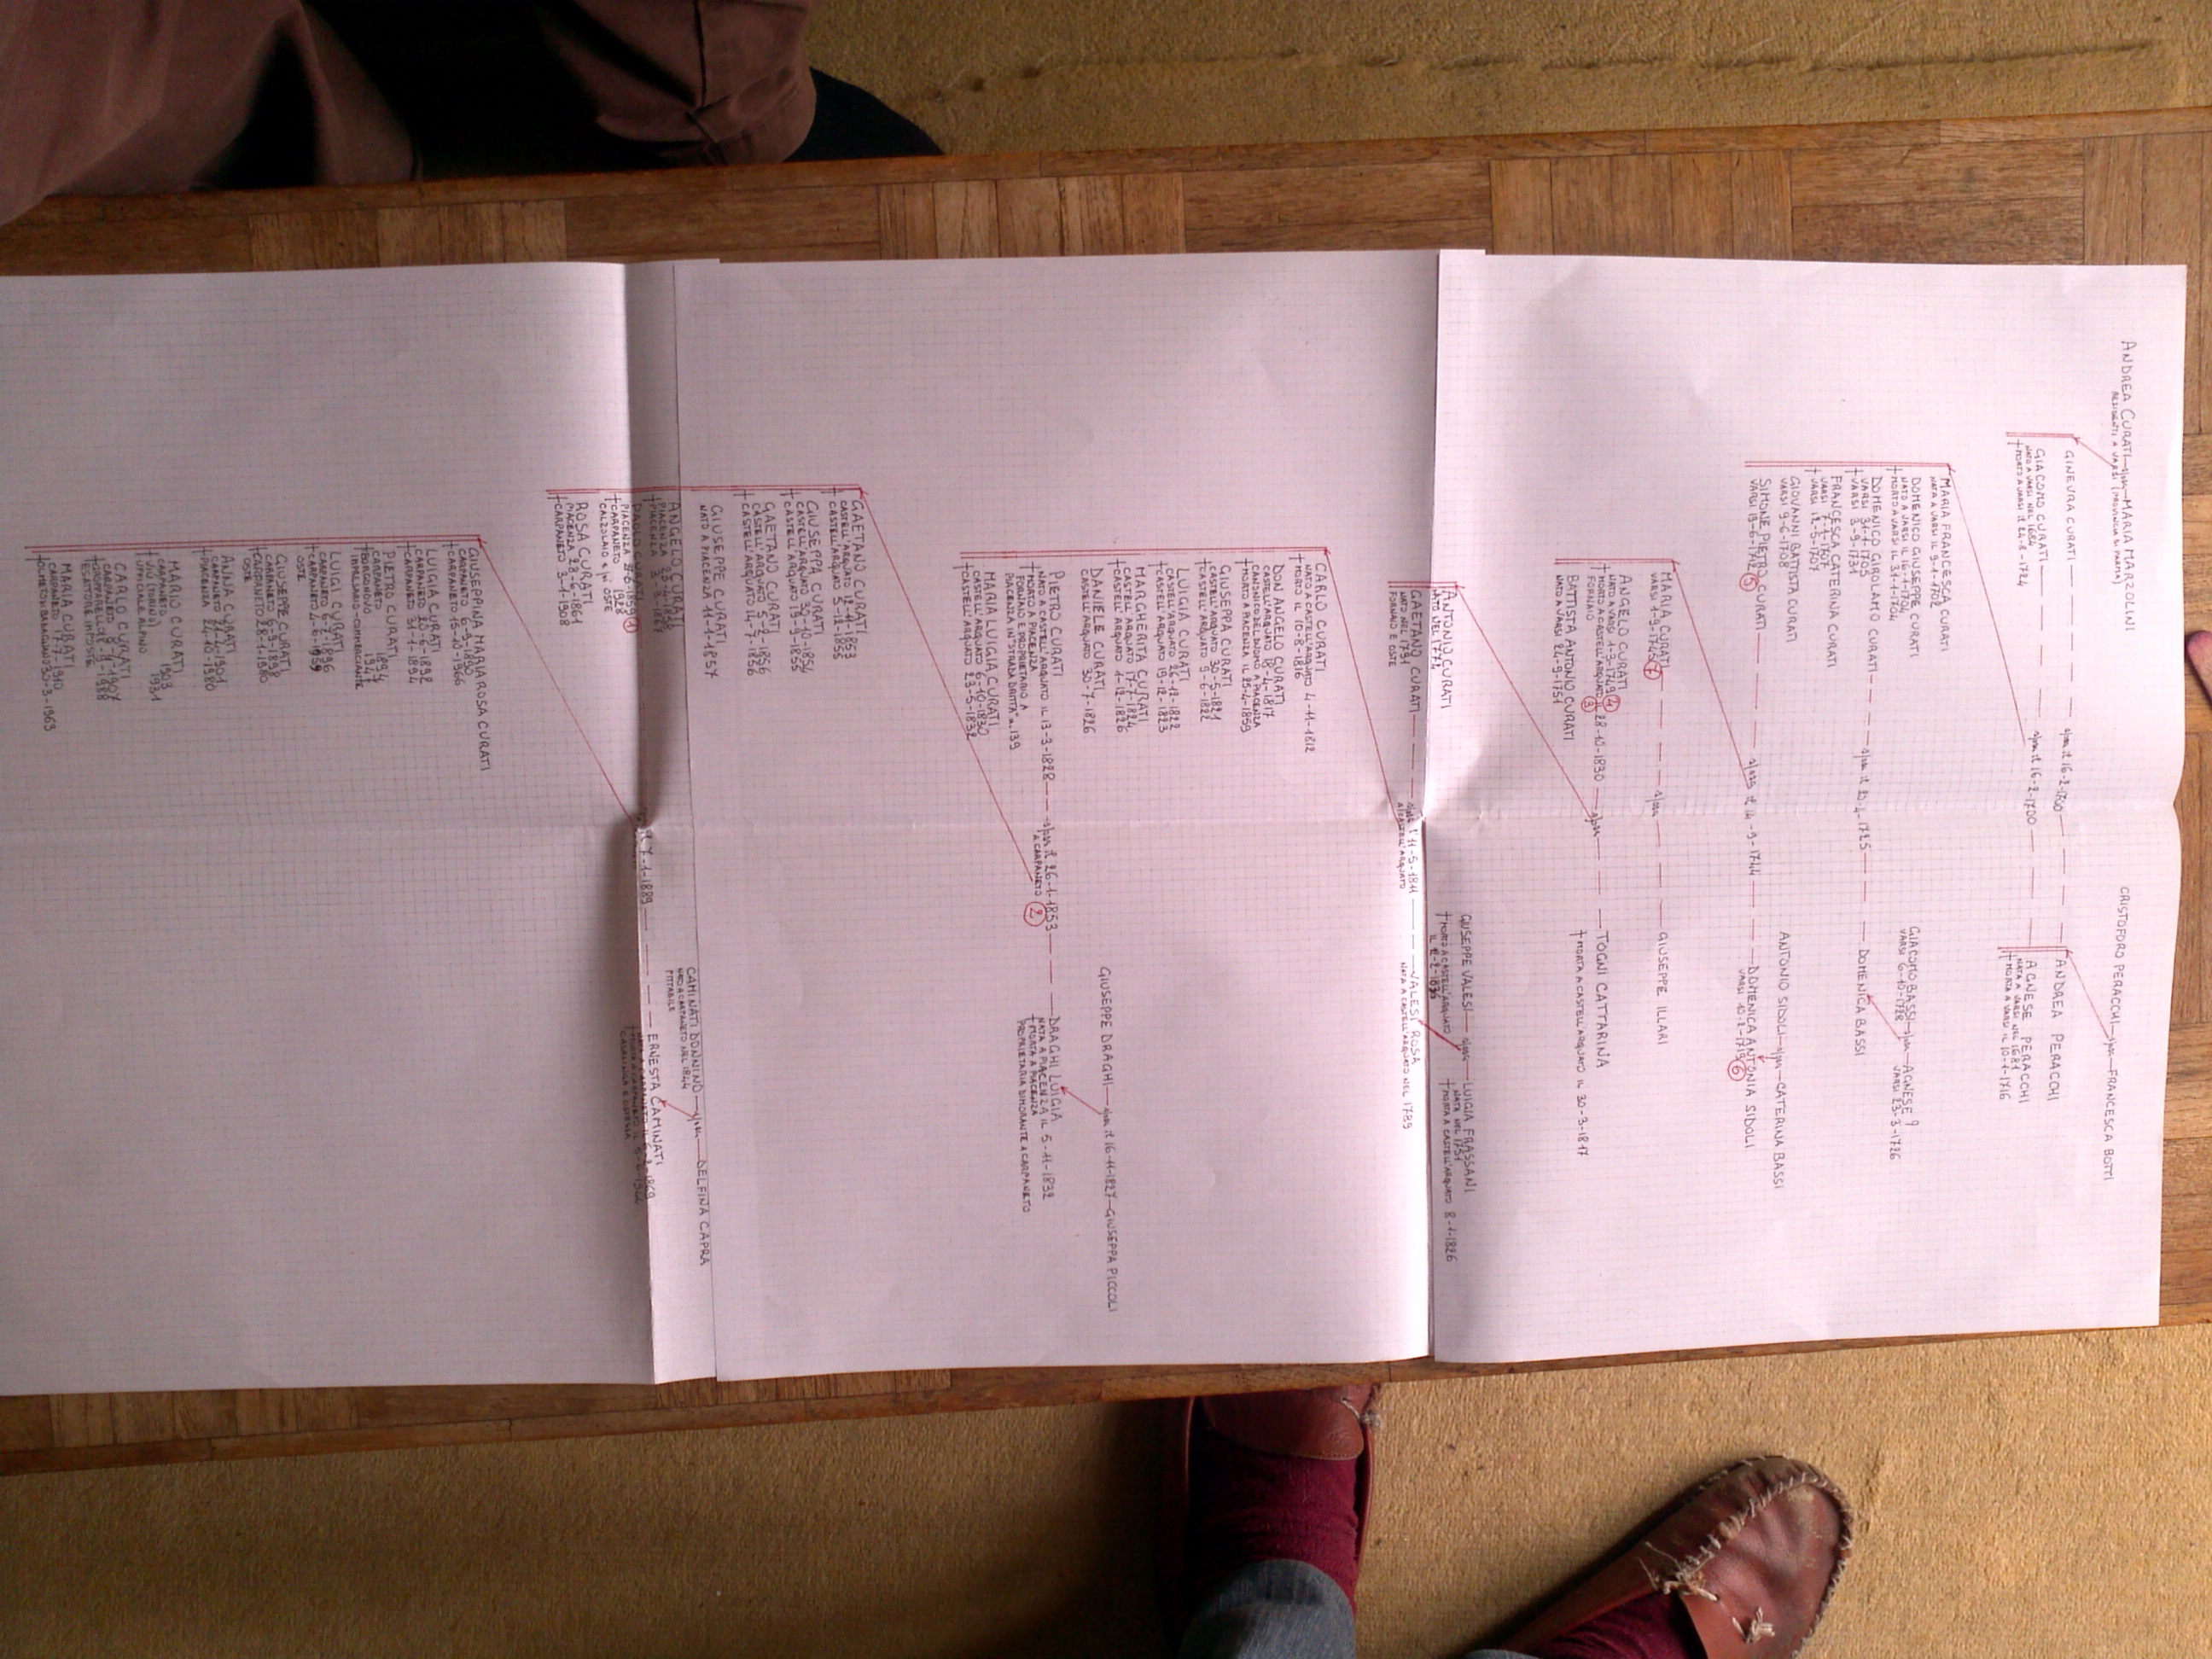 ANDREA CURATI — sposa — MARIA MARZOLINI
RESIDENTI A VARSI (PROVINCIA DI PARMA)
CRISTOFORO PERACCHI — sposa — FRANCESCA BOTTI
GINEVRA CURATI — sposa il 16-2-1700 — ANDREA PERACCHI
GIACOMO CURATI — sposa il 16-2-1700 — AGNESE PERACCHI
NATO A VARSI NEL 1684
† MORTO A VARSI il 24-8-1724
NATA A VARSI NEL 1681
† MORTA A VARSI IL 10-1-1716
MARIA FRANCESCA CURATI
NATA A VARSI IL 9-1-1702
DOMENICO GIUSEPPE CURATI
NATO A VARSI IL 16-1-1704
† MORTO A VARSI IL 31-1-1704
GIACOMO BASSI — sposa — AGNESE ?
VARSI 6-10-1728
VARSI 23-3-1726
DOMENICO GIROLAMO CURATI — sposa il 20-4-1725 — DOMENICA BASSI
VARSI 31-1-1705
† VARSI 3-9-1731
FRANCESCA CATERINA CURATI
VARSI 7-1-1707
† VARSI 12-5-1707
GIOVANNI BATTISTA CURATI
VARSI 9-6-1708
ANTONIO SIDOLI — sposa — CATERINA BASSI
SIMONE PIETRO CURATI — sposa il 14-9-1744 — DOMENICA ANTONIA SIDOLI
VARSI 19-6-1712 5
VARSI 10-2-1719 6
MARIA CURATI — sposa — GIUSEPPE ILLARI
VARSI 1-9-1745 7
ANGELO CURATI
NATO A VARSI 1-3-1749 4
† MORTO A CASTELL'ARQUATO IL 28-10-1830 — sposa — TOGNI CATTARINA
FORNAIO 3
† MORTA A CASTELL'ARQUATO IL 30-3-1817
BATTISTA ANTONIO CURATI
NATO A VARSI 24-9-1751
GIUSEPPE VALESI — sposa — LUIGIA FRASSANI
NATA NEL 1751
† MORTO A CASTELL'ARQUATO
† MORTA A CASTELL'ARQUATO 8-1-1826
IL 2-2-1836
ANTONIO CURATI
NATO NEL 1774
GAETANO CURATI — sposa l'11-5-1811 — VALESI ROSA
NATO NEL 1791
A CASTELL'ARQUATO
NATA A CASTELL'ARQUATO NEL 1789
FORNAIO E OSTE
CARLO CURATI
NATO A CASTELL'ARQUATO 4-11-1812
† MORTO IL 10-8-1816
DON ANGELO CURATI
CASTELL'ARQUATO 18-4-1817
CANONICO DEL DUOMO A PIACENZA
† MORTO A PIACENZA IL 25-4-1859
GIUSEPPA CURATI
CASTELL'ARQUATO 30-5-1821
† CASTELL'ARQUATO 9-6-1822
LUIGIA CURATI
CASTELL'ARQUATO 26-12-1822
† CASTELL'ARQUATO 19-12-1823
MARGHERITA CURATI
CASTELL'ARQUATO 17-7-1824
† CASTELL'ARQUATO 1-12-1826
DANIELE CURATI
CASTELL'ARQUATO 30-7-1826
GIUSEPPE DRAGHI — sposa il 16-11-1827 — GIUSEPPA PICCOLI
PIETRO CURATI
NATO A CASTELL'ARQUATO IL 13-3-1828 — sposa il 26-1-1853 — DRAGHI LUIGIA
A CARPANETO 2
† MORTO A PIACENZA
FORNAIO E PROPRIETARIO A
PIACENZA IN "STRADA DRITTA" n. 139
NATA A PIACENZA IL 5-11-1832
† MORTA A PIACENZA
PROPRIETARIA DIMORANTE A CARPANETO
MARIA LUIGIA CURATI
CASTELL'ARQUATO 6-10-1830
† CASTELL'ARQUATO 23-5-1832
GAETANO CURATI
CASTELL'ARQUATO 12-11-1853
† CASTELL'ARQUATO 5-12-1855
GIUSEPPA CURATI
CASTELL'ARQUATO 30-10-1854
† CASTELL'ARQUATO 19-9-1855
GAETANO CURATI
CASTELL'ARQUATO 5-2-1856
† CASTELL'ARQUATO 14-7-1856
GIUSEPPE CURATI
NATO A PIACENZA 11-1-1857
CAMINATI DONNINO — sposa — DELFINA CAPRA
NATO A CARPANETO NEL 1844
FITTABILE
ANGELO CURATI
PIACENZA 23-4-1858
† PIACENZA 3-3-1867
PAOLO CURATI — il 7-1-1889 — ERNESTA CAMINATI
PIACENZA 1859 1
† CARPANETO 1928
CALZOLAIO e poi OSTE
NATA A CARPANETO IL 6-2-1869
† MORTA A CARPANETO IL 5-6-1944
CASALINGA E OSTESSA
ROSA CURATI
PIACENZA 28-6-1861
† CARPANETO 3-1-1908
GIUSEPPINA MARIA ROSA CURATI
CARPANETO 6-9-1890
† CARPANETO 15-10-1966
LUIGIA CURATI
CARPANETO 20-6-1892
† CARPANETO 31-1-1894
PIETRO CURATI
CARPANETO 1894
† BORGONOVO 1947
IMPRESARIO - COMMERCIANTE
LUIGI CURATI
CARPANETO 6-7-1896
† CARPANETO 4-6-1959
OSTE
GIUSEPPE CURATI
CARPANETO 6-9-1898
† CARPANETO 28-1-1980
OSTE
ANNA CURATI
CARPANETO 21-4-1901
† PIACENZA 24-10-1980
MARIO CURATI
CARPANETO 1903
† VIÙ (TORINO) 1931
UFFICIALE ALPINO
CARLO CURATI
CARPANETO 1907
† GROPPARELLO 18-9-1988
ESATTORE IMPOSTE
MARIA CURATI
CARPANETO 17-7-1910
† OLMETO DI BADAGNANO 30-3-1963